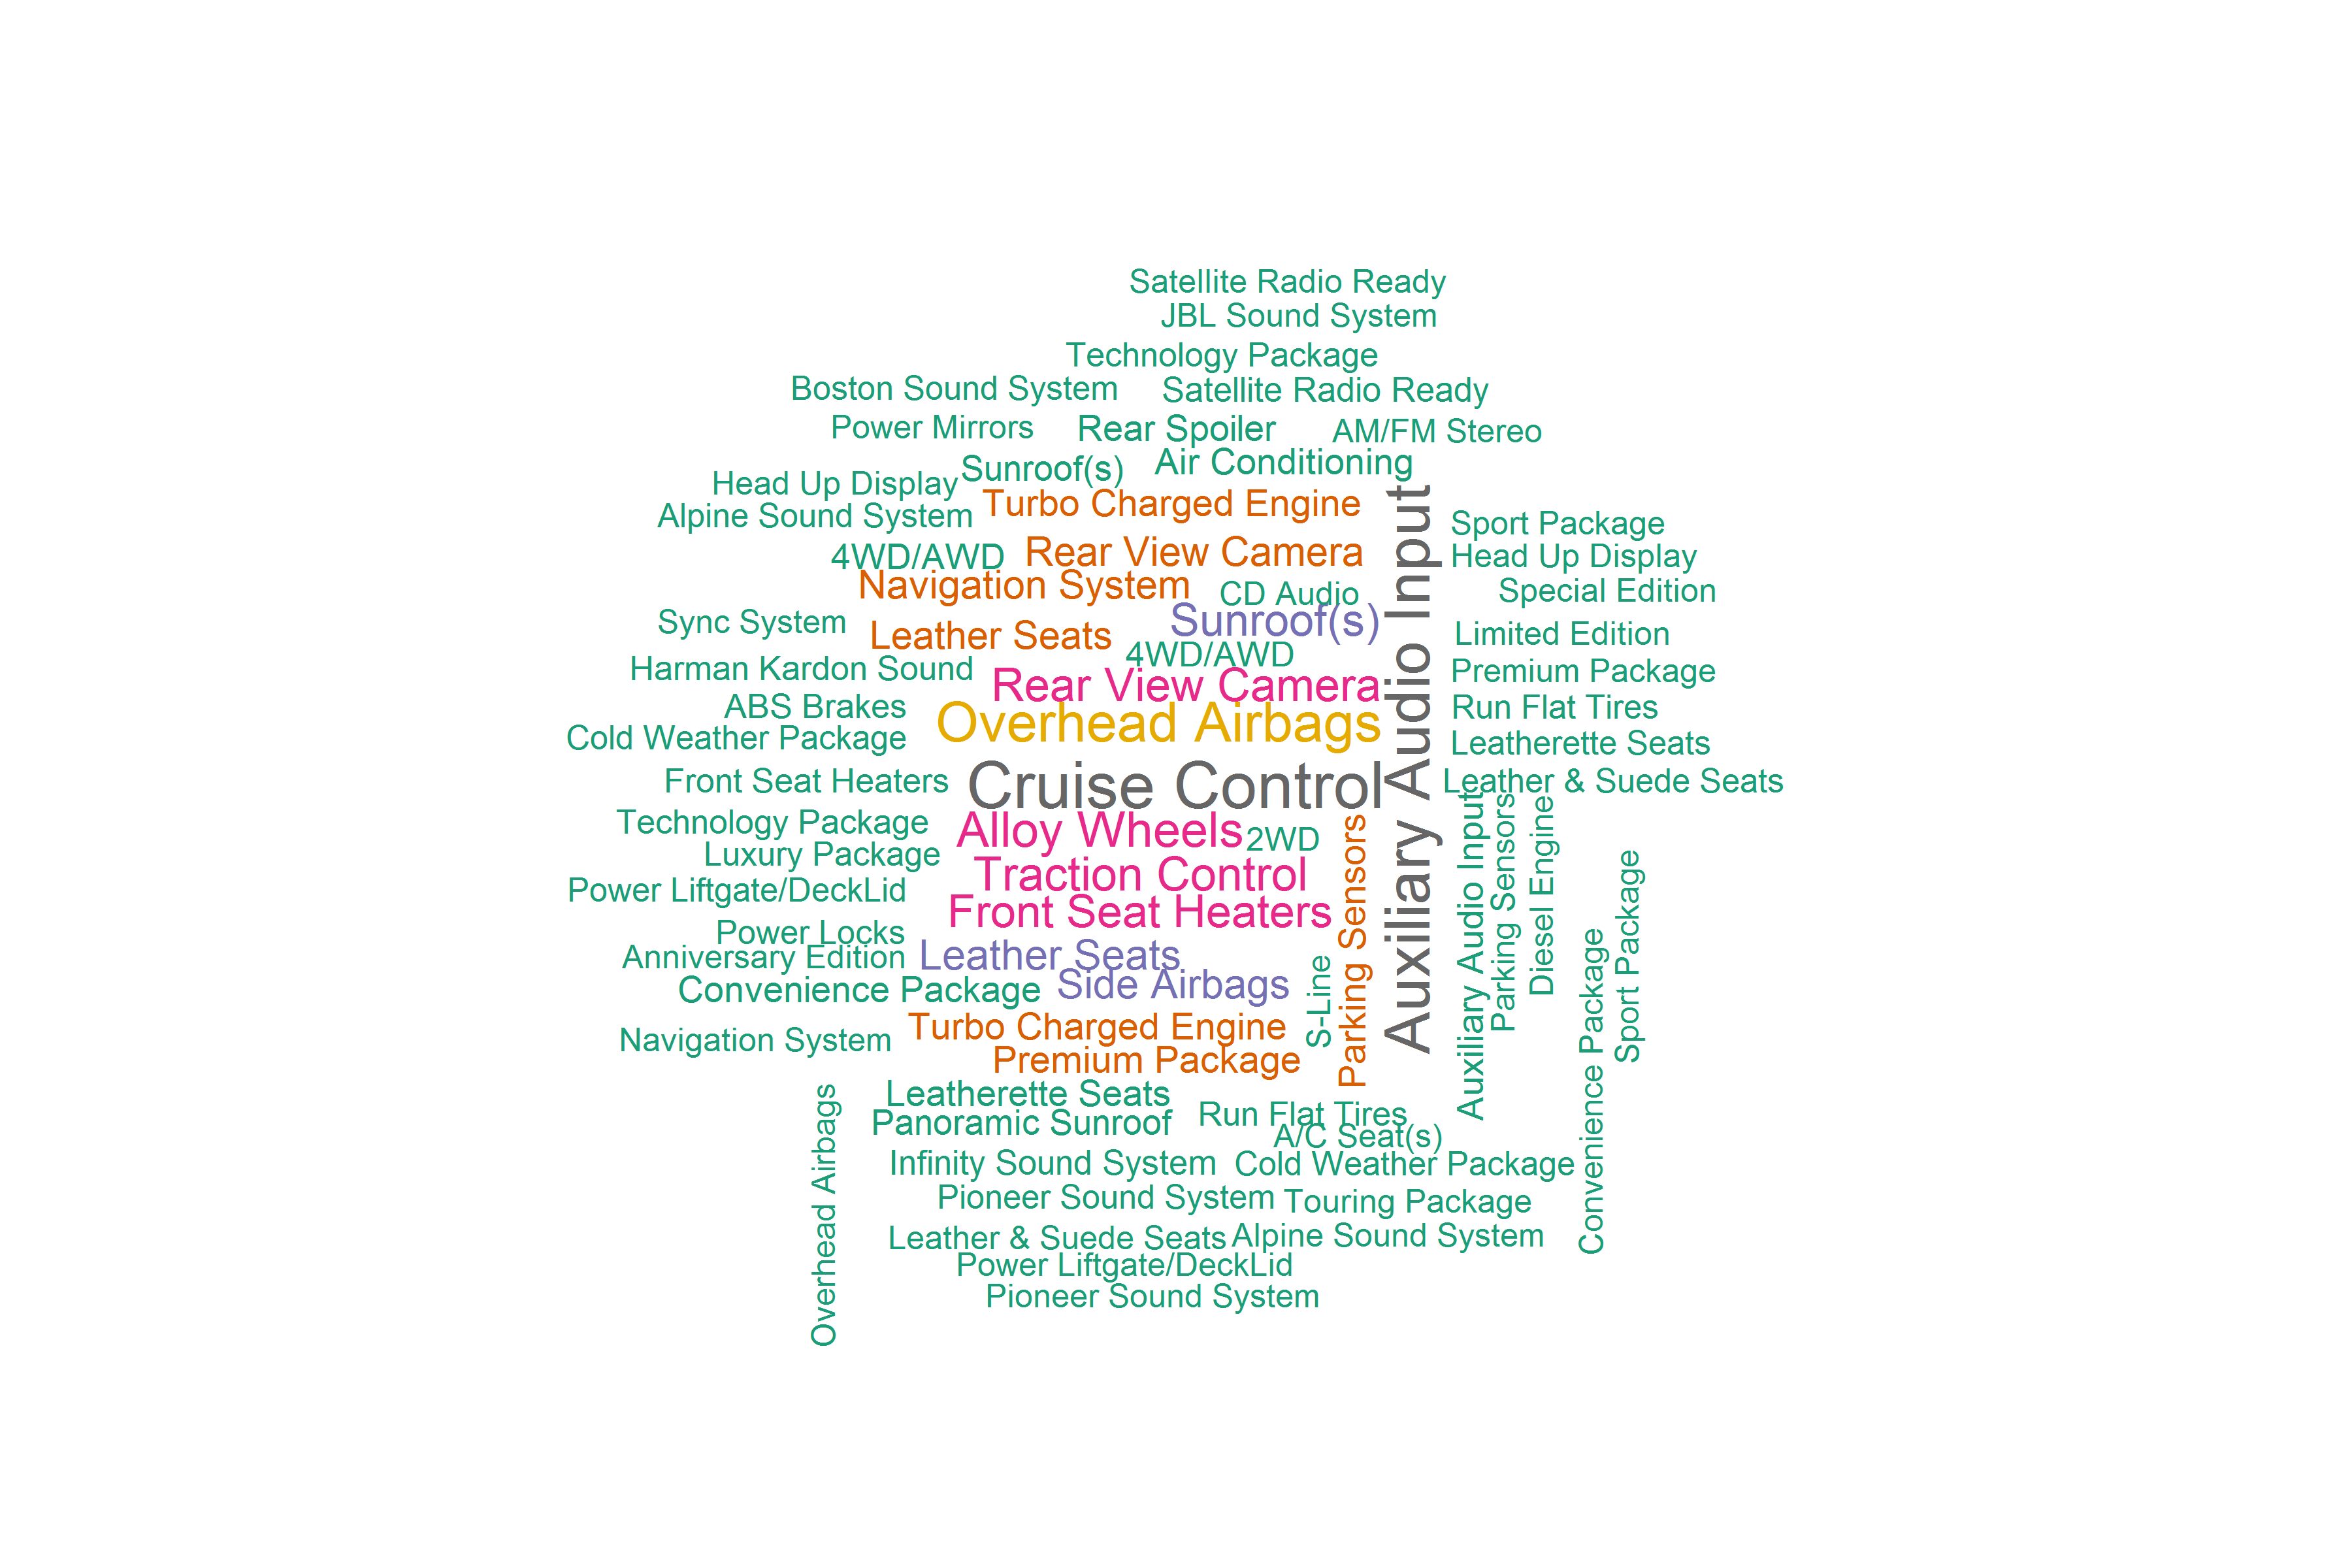 Satellite Radio Ready
JBL Sound System
Technology Package
Boston Sound System
Satellite Radio Ready
Power Mirrors
Rear Spoiler
AM/FM Stereo
Sunroof(s)
Air Conditioning
Head Up Display
Turbo Charged Engine
Alpine Sound System
Sport Package
4WD/AWD
Rear View Camera
Head Up Display
Navigation System
CD Audio
Special Edition
Sync System
Sunroof(s)
Leather Seats
Limited Edition
4WD/AWD
Harman Kardon Sound
Rear View Camera
Premium Package
ABS Brakes
Run Flat Tires
Overhead Airbags
Cold Weather Package
Leatherette Seats
Auxiliary Audio Input
Front Seat Heaters
Cruise Control
Leather & Suede Seats
Technology Package
Alloy Wheels
2WD
Luxury Package
Traction Control
Power Liftgate/DeckLid
Front Seat Heaters
Parking Sensors
Auxiliary Audio Input
Parking Sensors
Diesel Engine
Sport Package
Power Locks
Anniversary Edition
Leather Seats
Convenience Package
Side Airbags
S-Line
Navigation System
Turbo Charged Engine
Premium Package
Convenience Package
Leatherette Seats
Panoramic Sunroof
Run Flat Tires
A/C Seat(s)
Overhead Airbags
Infinity Sound System
Cold Weather Package
Pioneer Sound System
Touring Package
Leather & Suede Seats
Alpine Sound System
Power Liftgate/DeckLid
Pioneer Sound System